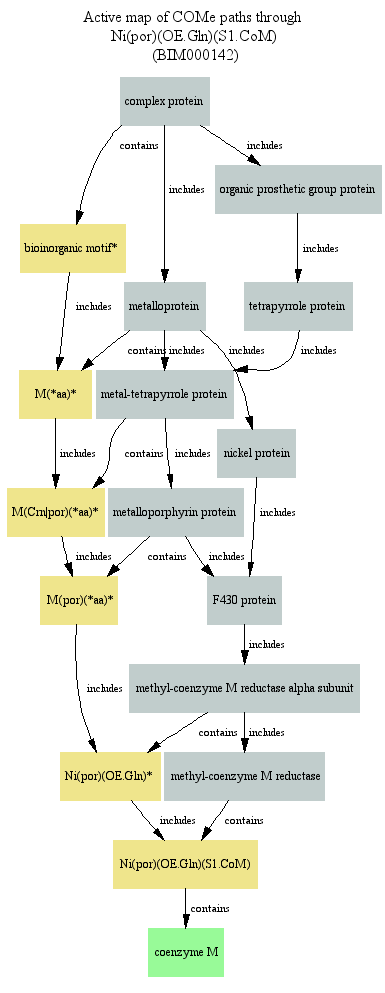 Active map of COMe paths through
Ni(por)(OE.Gln)(S1.CoM)
(BIM000142)
complex protein
contains
includes
includes
organic prosthetic group protein
bioinorganic motif*
includes
includes
metalloprotein
tetrapyrrole protein
contains
includes
includes
includes
M(*aa)*
metal-tetrapyrrole protein
nickel protein
includes
contains
includes
includes
M(Crn|por)(*aa)*
metalloporphyrin protein
includes
contains
includes
M(por)(*aa)*
F430 protein
includes
includes
methyl-coenzyme M reductase alpha subunit
contains
includes
Ni(por)(OE.Gln)*
methyl-coenzyme M reductase
includes
contains
Ni(por)(OE.Gln)(S1.CoM)
contains
coenzyme M